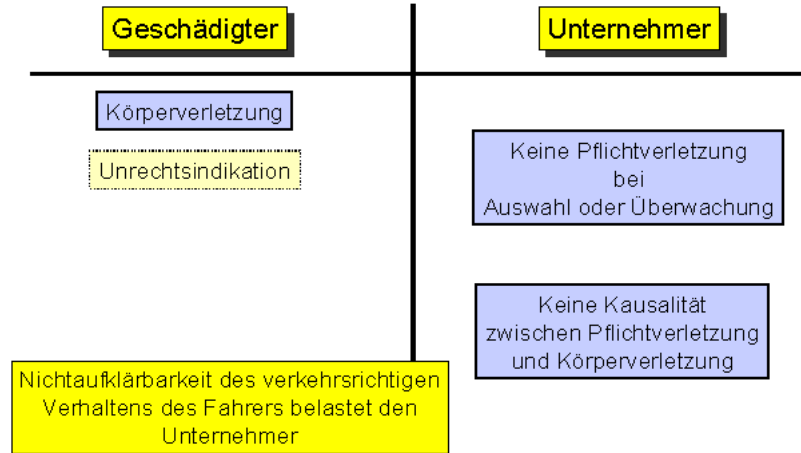 Geschädigter
Unternehmer
Körperverletzung
Unrechtsindikation
Keine Pflichtverletzung
bei
Auswahl oder Überwachung
Keine Kausalität
zwischen Pflichtverletzung
und Körperverletzung
Nichtaufklärbarkeit des verkehrsrichtigen
Verhaltens des Fahrers belastet den
Unternehmer